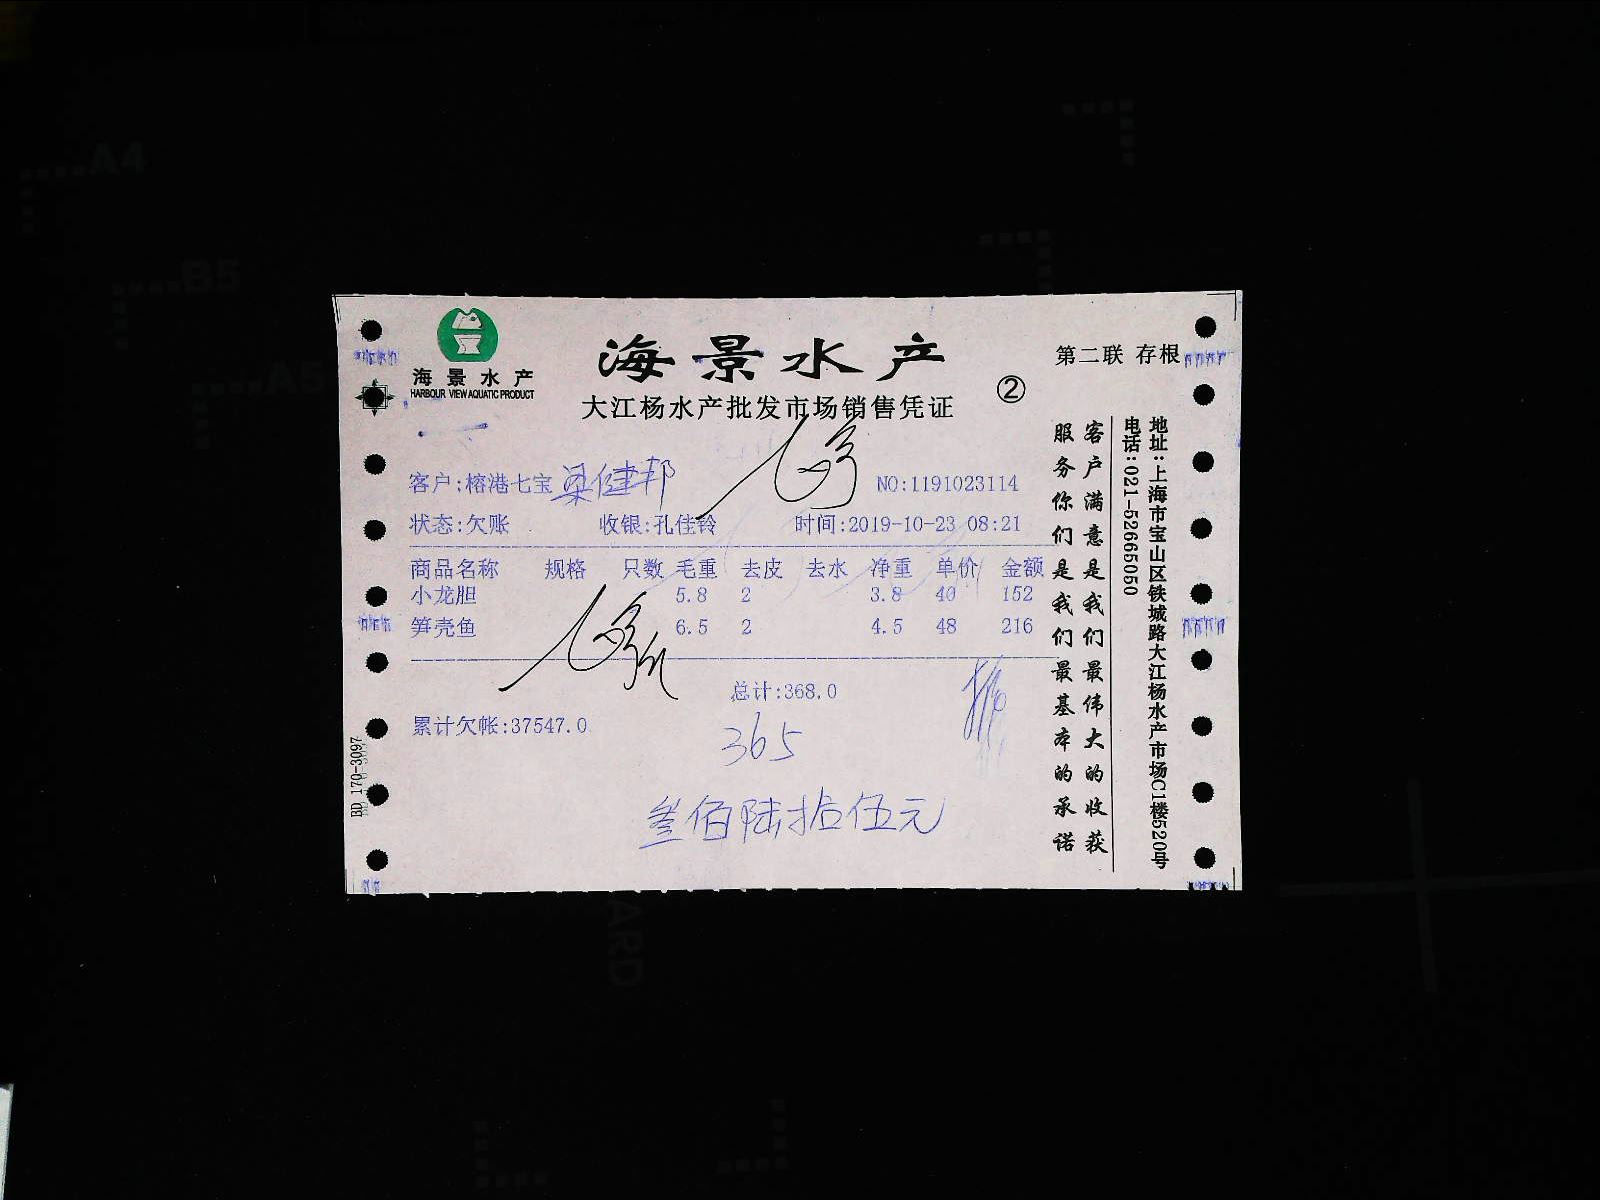 A4
B5
A5
海景水产
HARBOUR VIEW AQUATIC PRODUCT
海景水产
大江杨水产批发市场销售凭证
②
第二联 存根
客户:榕港七宝 梁健邦
NO:1191023114
状态:欠账 收银:孔佳铃 时间:2019-10-23 08:21
商品名称 规格 只数 毛重 去皮 去水 净重 单价 金额
小龙胆 5.8 2 3.8 40 152
笋壳鱼 6.5 2 4.5 48 216
总计:368.0
累计欠帐:37547.0
365
叁佰陆拾伍元
客户满意是我们最伟大的收获
服务你们是我们最基本的承诺
地址:上海市宝山区铁城路大江杨水产市场C1楼520号
电话:021-52665050
BD 170-3097
ARD